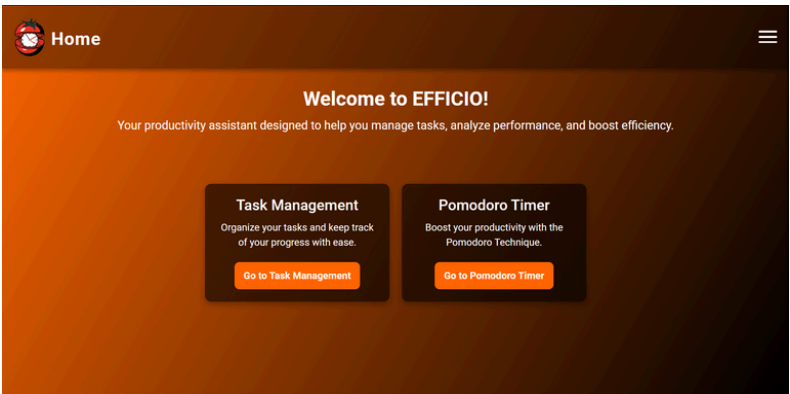 Home
Welcome to EFFICIO!
Your productivity assistant designed to help you manage tasks, analyze performance, and boost efficiency.
Task Management
Organize your tasks and keep track
of your progress with ease.
Go to Task Management
Pomodoro Timer
Boost your productivity with the
Pomodoro Technique.
Go to Pomodoro Timer